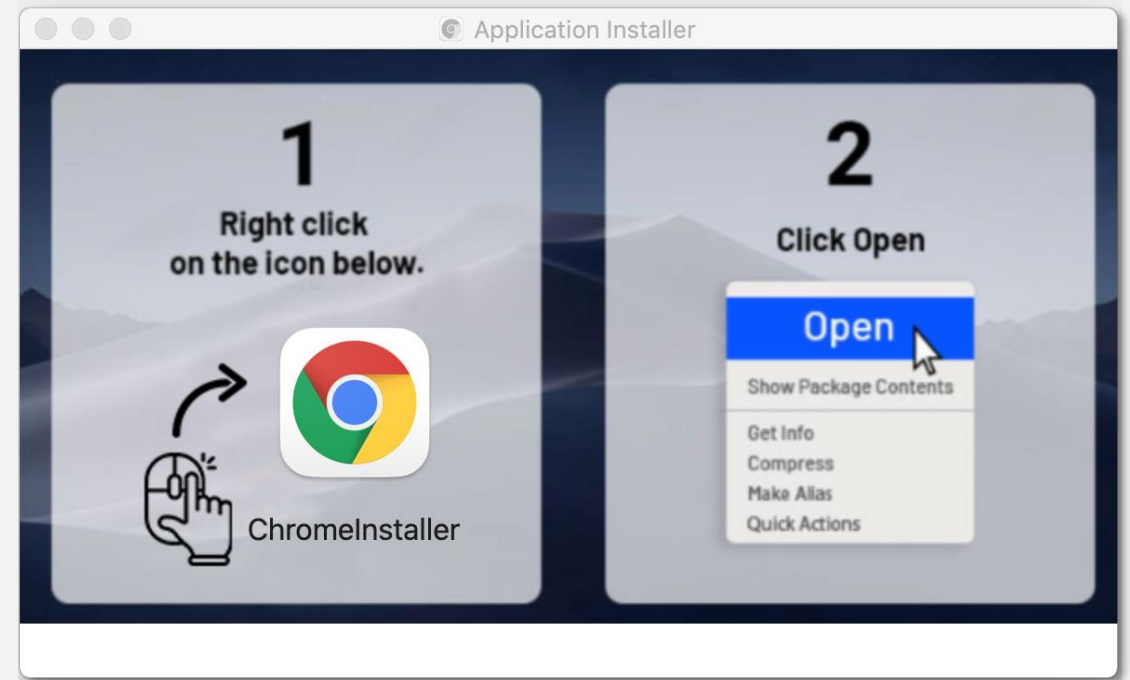 Application Installer
1
Right click
on the icon below.
ChromeInstaller
2
Click Open
Open
Show Package Contents
Get Info
Compress
Make Alias
Quick Actions